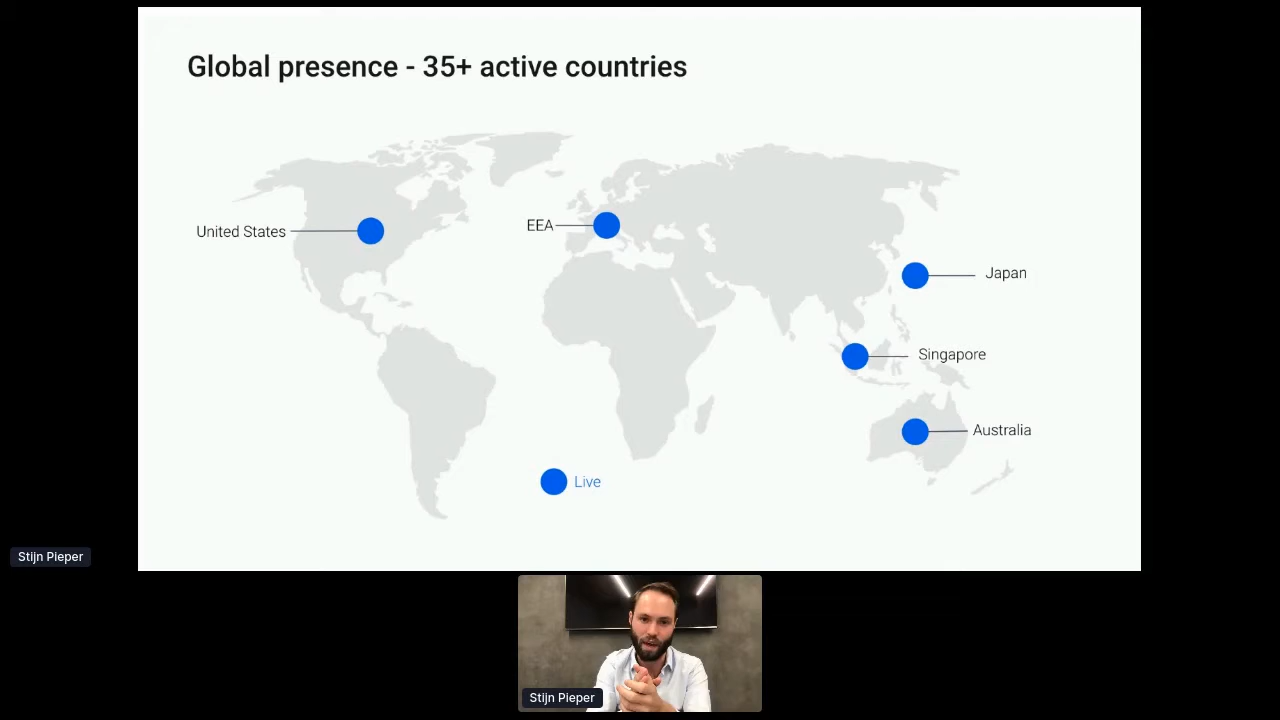 Global presence - 35+ active countries
United States
EEA
Japan
Singapore
Australia
Live
Stijn Pieper
Stijn Pieper